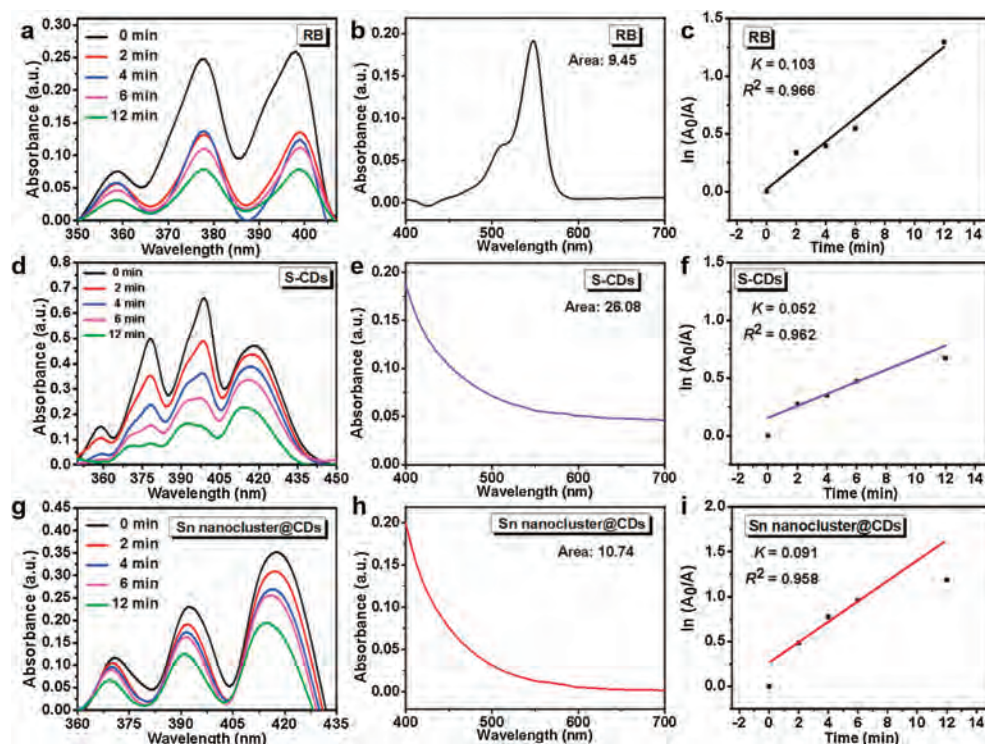 a
RB
0 min
2 min
4 min
6 min
12 min
0.30
0.25
0.20
0.15
0.10
0.05
0.00
Absorbance (a.u.)
350 360 370 380 390 400
Wavelength (nm)
b
RB
Area: 9.45
0.20
0.15
0.10
0.05
0.00
Absorbance (a.u.)
400 500 600 700
Wavelength (nm)
c
RB
K = 0.103
R² = 0.966
1.5
1.0
0.5
0.0
ln (A0/A)
-2 0 2 4 6 8 10 12 14
Time (min)
d
S-CDs
0 min
2 min
4 min
6 min
12 min
0.8
0.7
0.6
0.5
0.4
0.3
0.2
0.1
0.0
Absorbance (a.u.)
350 375 400 425 450
Wavelength (nm)
e
S-CDs
Area: 26.08
0.20
0.15
0.10
0.05
0.00
Absorbance (a.u.)
400 500 600 700
Wavelength (nm)
f
S-CDs
K = 0.052
R² = 0.962
1.0
0.5
0.0
ln (A0/A)
-2 0 2 4 6 8 10 12 14
Time (min)
g
Sn nanocluster@CDs
0 min
2 min
4 min
6 min
12 min
0.45
0.40
0.35
0.30
0.25
0.20
0.15
0.10
0.05
0.00
Absorbance (a.u.)
360 375 390 405 420 435
Wavelength (nm)
h
Sn nanocluster@CDs
Area: 10.74
0.20
0.15
0.10
0.05
0.00
Absorbance (a.u.)
400 500 600 700
Wavelength (nm)
i
Sn nanocluster@CDs
K = 0.091
R² = 0.958
2.0
1.5
1.0
0.5
0.0
ln (A0/A)
-2 0 2 4 6 8 10 12 14
Time (min)